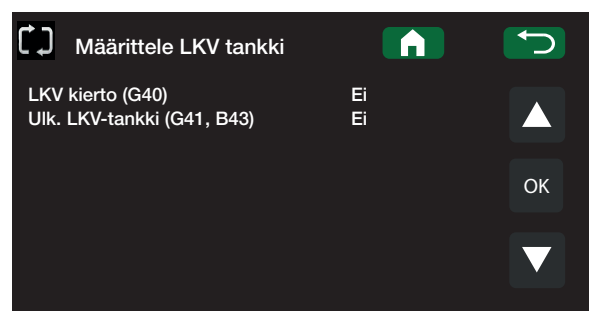 Määrittele LKV tankki
LKV kierto (G40) Ei
Ulk. LKV-tankki (G41, B43) Ei
OK